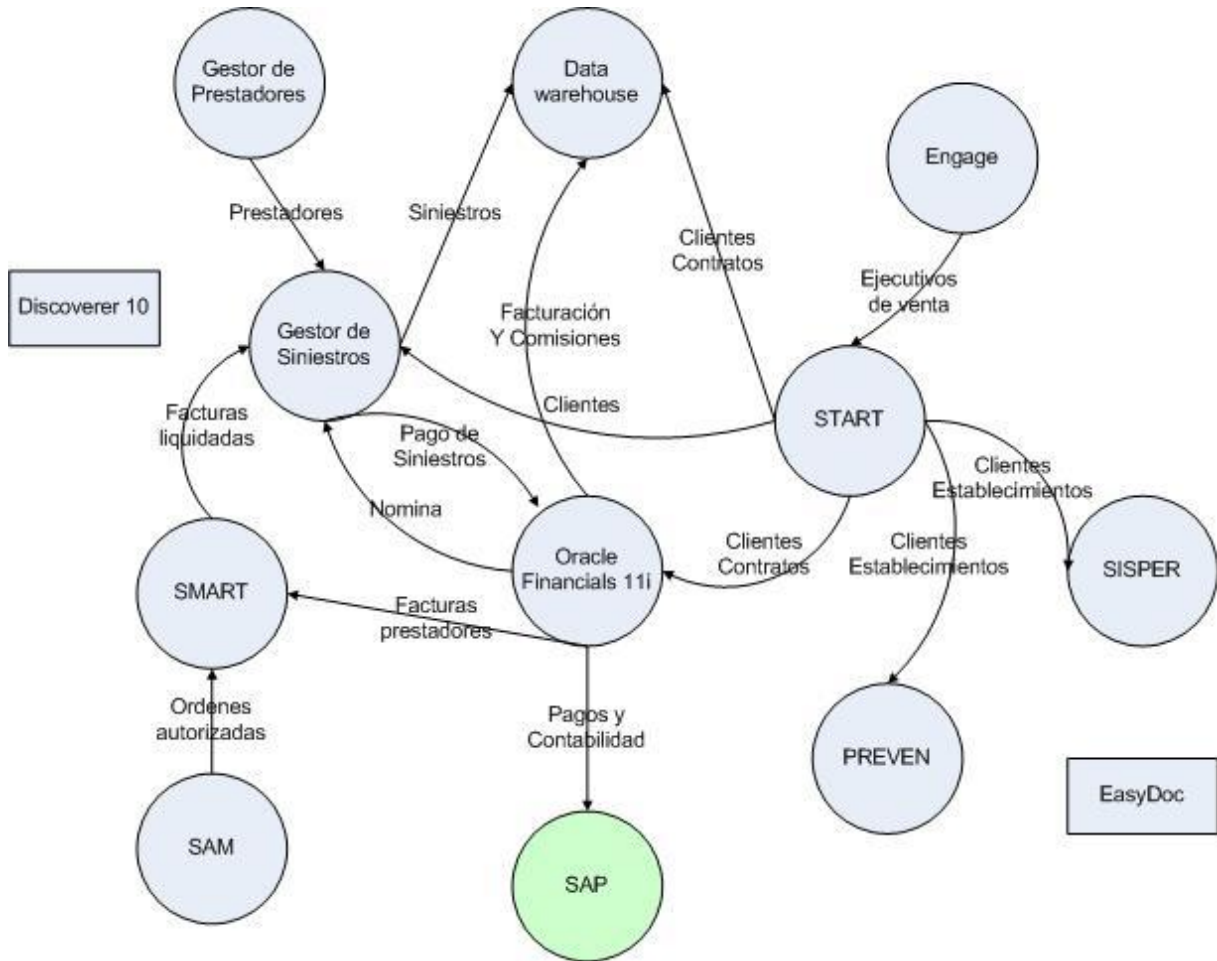 Gestor de
Prestadores
Data
warehouse
Engage
Prestadores
Siniestros
Clientes
Contratos
Ejecutivos
de venta
Discoverer 10
Gestor de
Siniestros
Facturación
Y Comisiones
Clientes
START
Facturas
liquidadas
Pago de
Siniestros
Clientes
Establecimientos
Nomina
Oracle
Financials 11i
Clientes
Contratos
Clientes
Establecimientos
SISPER
SMART
Facturas
prestadores
Ordenes
autorizadas
Pagos y
Contabilidad
PREVEN
EasyDoc
SAM
SAP